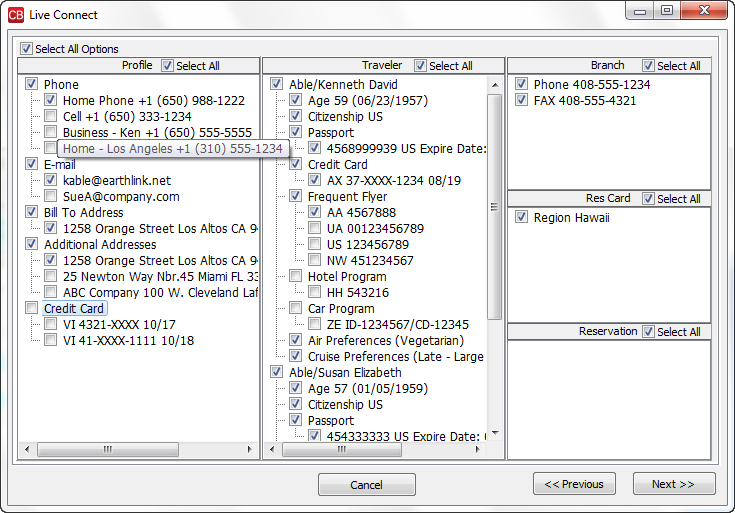 CB Live Connect
Select All Options
Profile Select All
Phone
Home Phone +1 (650) 988-1222
Cell +1 (650) 333-1234
Business - Ken +1 (650) 555-5555
Home - Los Angeles +1 (310) 555-1234
E-mail
kable@earthlink.net
SueA@company.com
Bill To Address
1258 Orange Street Los Altos CA 9
Additional Addresses
1258 Orange Street Los Altos CA 9
25 Newton Way Nbr.45 Miami FL 33
ABC Company 100 W. Cleveland Laf
Credit Card
VI 4321-XXXX 10/17
VI 41-XXXX-1111 10/18
Traveler Select All
Able/Kenneth David
Age 59 (06/23/1957)
Citizenship US
Passport
4568999939 US Expire Date:
Credit Card
AX 37-XXXX-1234 08/19
Frequent Flyer
AA 4567888
UA 00123456789
US 123456789
NW 451234567
Hotel Program
HH 543216
Car Program
ZE ID-1234567/CD-12345
Air Preferences (Vegetarian)
Cruise Preferences (Late - Large
Able/Susan Elizabeth
Age 57 (01/05/1959)
Citizenship US
Passport
454333333 US Expire Date:
Branch Select All
Phone 408-555-1234
FAX 408-555-4321
Res Card Select All
Region Hawaii
Reservation Select All
Cancel
<< Previous
Next >>